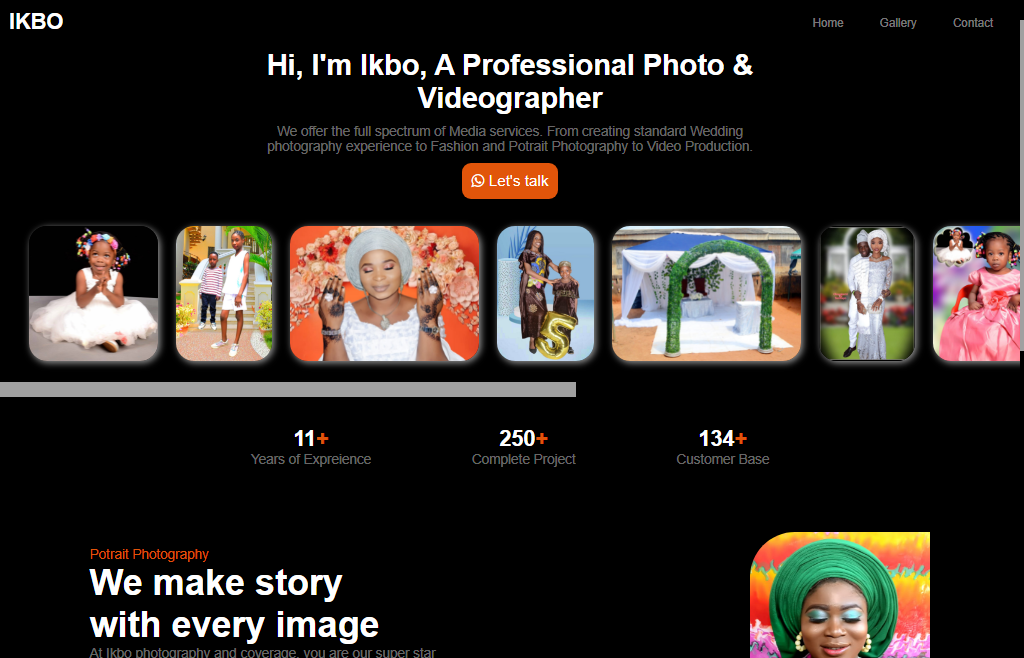 IKBO
Home Gallery Contact
Hi, I'm Ikbo, A Professional Photo &
Videographer
We offer the full spectrum of Media services. From creating standard Wedding
photography experience to Fashion and Potrait Photography to Video Production.
Let's talk
5
11+ 250+ 134+
Years of Expreience Complete Project Customer Base
Potrait Photography
We make story
with every image
At Ikbo photography and coverage, you are our super star